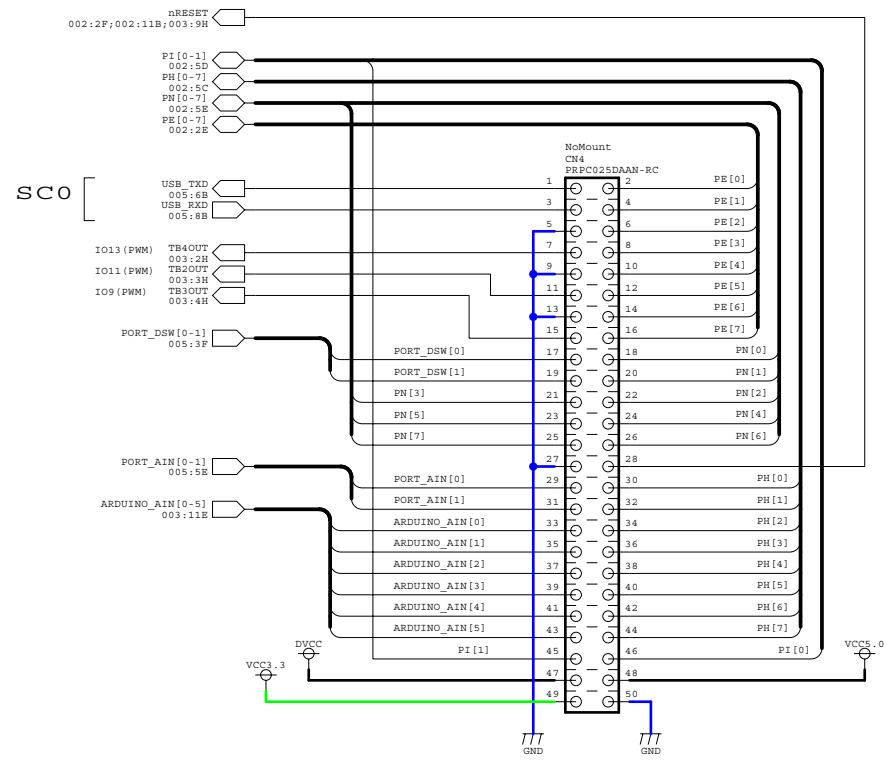 nRESET
002:2F;002:11B;003:9H
PI[0-1]
002:5D
PH[0-7]
002:5C
PN[0-7]
002:5E
PE[0-7]
002:2E
NoMount
CN4
PRPC025DAAN-RC
SC0
USB_TXD
005:6B
1 2 PE[0]
USB_RXD
005:8B
3 4 PE[1]
5 6 PE[2]
IO13(PWM) TB4OUT
003:2H
7 8 PE[3]
IO11(PWM) TB2OUT
003:3H
9 10 PE[4]
IO9(PWM) TB3OUT
003:4H
11 12 PE[5]
13 14 PE[6]
PORT_DSW[0-1]
005:3F
15 16 PE[7]
PORT_DSW[0] 17 18 PN[0]
PORT_DSW[1] 19 20 PN[1]
PN[3] 21 22 PN[2]
PN[5] 23 24 PN[4]
PN[7] 25 26 PN[6]
PORT_AIN[0-1]
005:5E
27 28
PORT_AIN[0] 29 30 PH[0]
ARDUINO_AIN[0-5]
003:11E
PORT_AIN[1] 31 32 PH[1]
ARDUINO_AIN[0] 33 34 PH[2]
ARDUINO_AIN[1] 35 36 PH[3]
ARDUINO_AIN[2] 37 38 PH[4]
ARDUINO_AIN[3] 39 40 PH[5]
ARDUINO_AIN[4] 41 42 PH[6]
ARDUINO_AIN[5] 43 44 PH[7]
DVCC
PI[1] 45 46 PI[0]
VCC5.0
VCC3.3
47 48
49 50
GND
GND